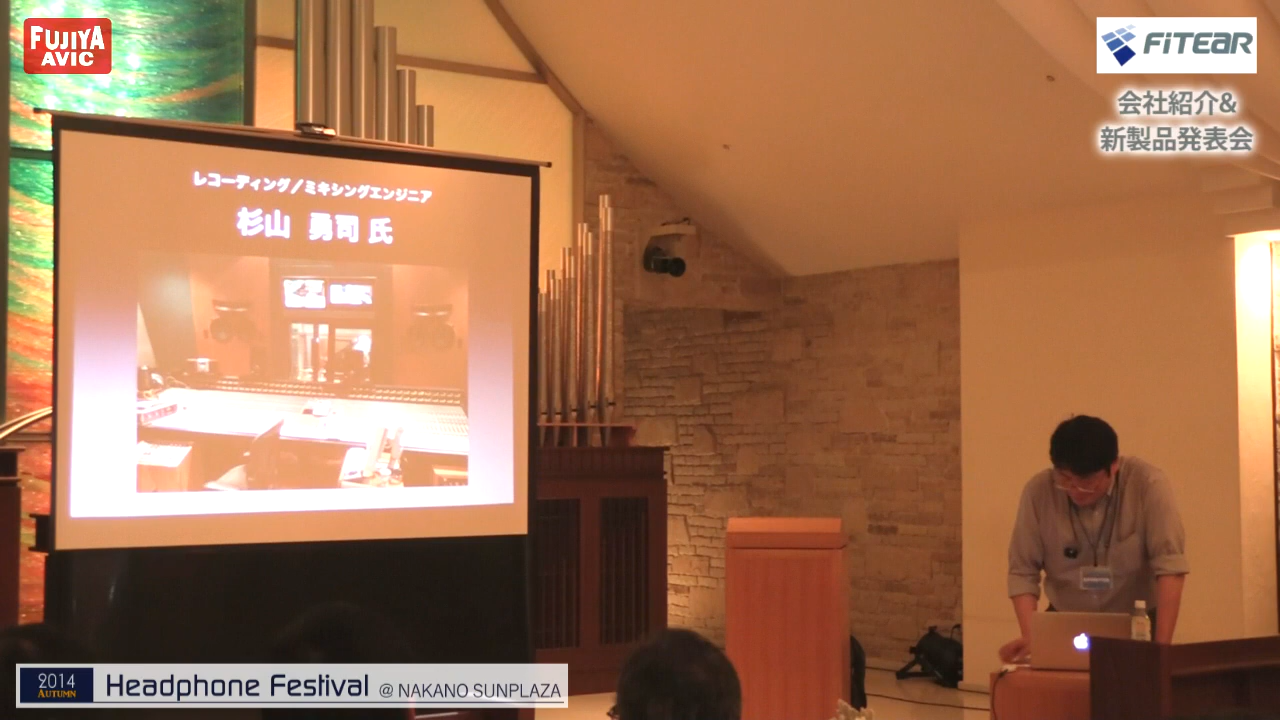 FUJIYA
AVIC
FiTEAR
会社紹介&
新製品発表会
レコーディング/ミキシングエンジニア
杉山 勇司 氏
2014
AUTUMN
Headphone Festival @ NAKANO SUNPLAZA